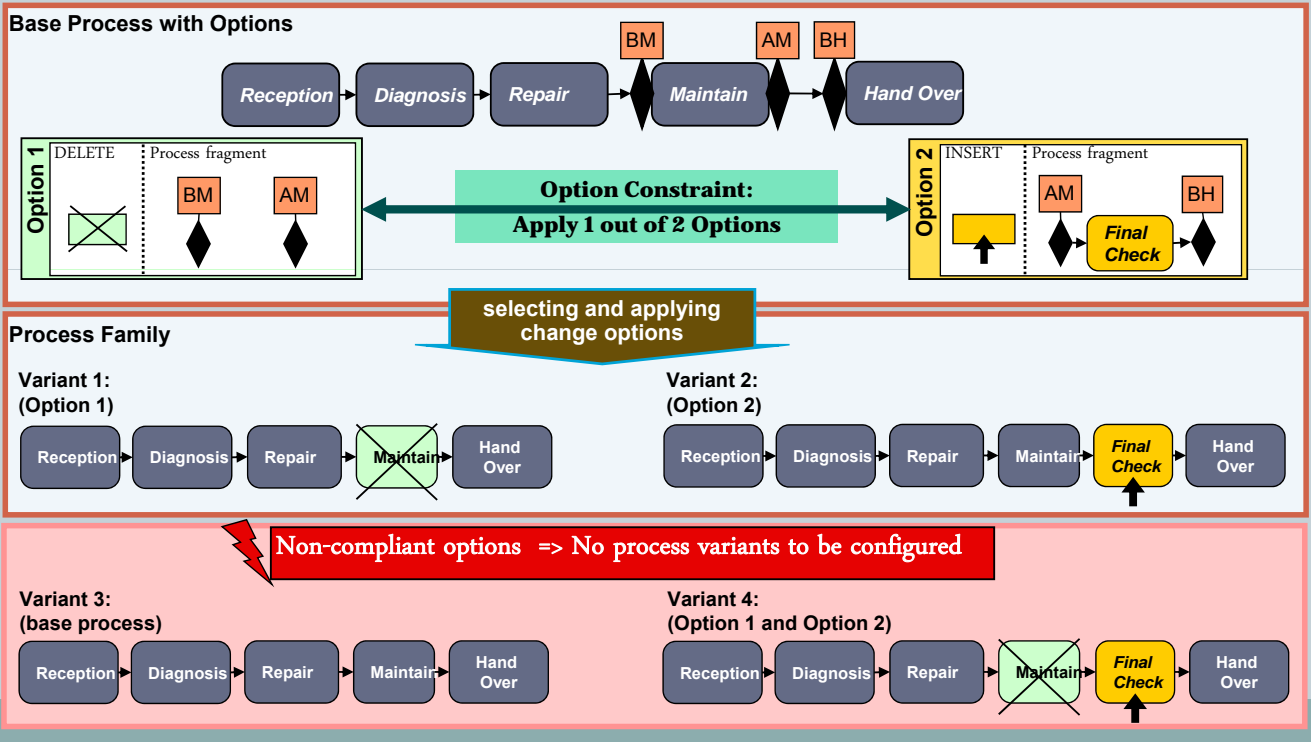 Base Process with Options
BM
AM
BH
Reception
Diagnosis
Repair
Maintain
Hand Over
Option 1
DELETE
Process fragment
BM
AM
Option Constraint:
Apply 1 out of 2 Options
Option 2
INSERT
Process fragment
AM
BH
Final
Check
selecting and applying
change options
Process Family
Variant 1:
(Option 1)
Reception
Diagnosis
Repair
Maintain
Hand
Over
Variant 2:
(Option 2)
Reception
Diagnosis
Repair
Maintain
Final
Check
Hand
Over
Non-compliant options => No process variants to be configured
Variant 3:
(base process)
Reception
Diagnosis
Repair
Maintain
Hand
Over
Variant 4:
(Option 1 and Option 2)
Reception
Diagnosis
Repair
Maintain
Final
Check
Hand
Over